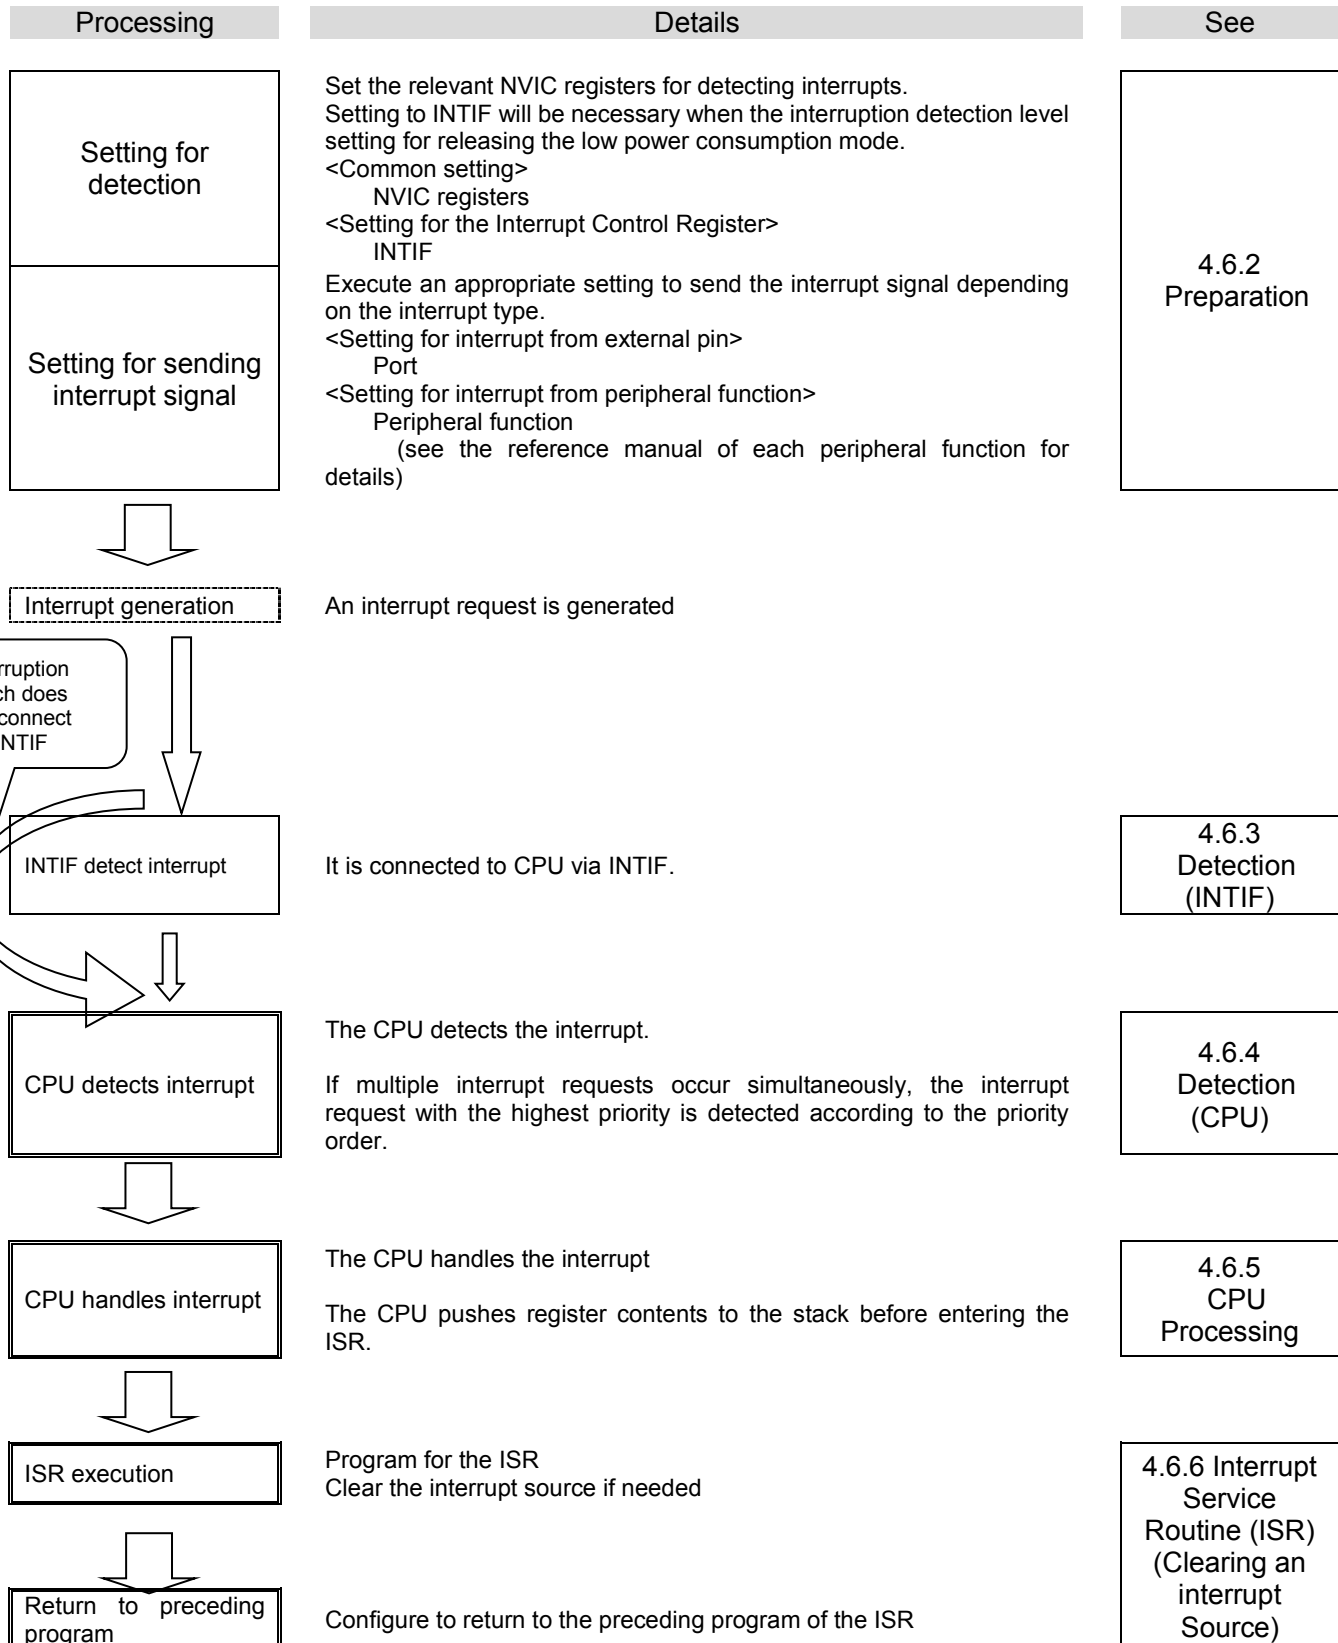 Processing
Details
See
Setting for
detection
Set the relevant NVIC registers for detecting interrupts.
Setting to INTIF will be necessary when the interruption detection level
setting for releasing the low power consumption mode.
<Common setting>
NVIC registers
<Setting for the Interrupt Control Register>
INTIF
4.6.2
Preparation
Setting for sending
interrupt signal
Execute an appropriate setting to send the interrupt signal depending
on the interrupt type.
<Setting for interrupt from external pin>
Port
<Setting for interrupt from peripheral function>
Peripheral function
(see the reference manual of each peripheral function for
details)
Interrupt generation
An interrupt request is generated
rruption
ch does
connect
NTIF
INTIF detect interrupt
It is connected to CPU via INTIF.
4.6.3
Detection
(INTIF)
CPU detects interrupt
The CPU detects the interrupt.
If multiple interrupt requests occur simultaneously, the interrupt
request with the highest priority is detected according to the priority
order.
4.6.4
Detection
(CPU)
CPU handles interrupt
The CPU handles the interrupt
The CPU pushes register contents to the stack before entering the
ISR.
4.6.5
CPU
Processing
ISR execution
Program for the ISR
Clear the interrupt source if needed
4.6.6 Interrupt
Service
Routine (ISR)
(Clearing an
interrupt
Source)
Return to preceding
program
Configure to return to the preceding program of the ISR